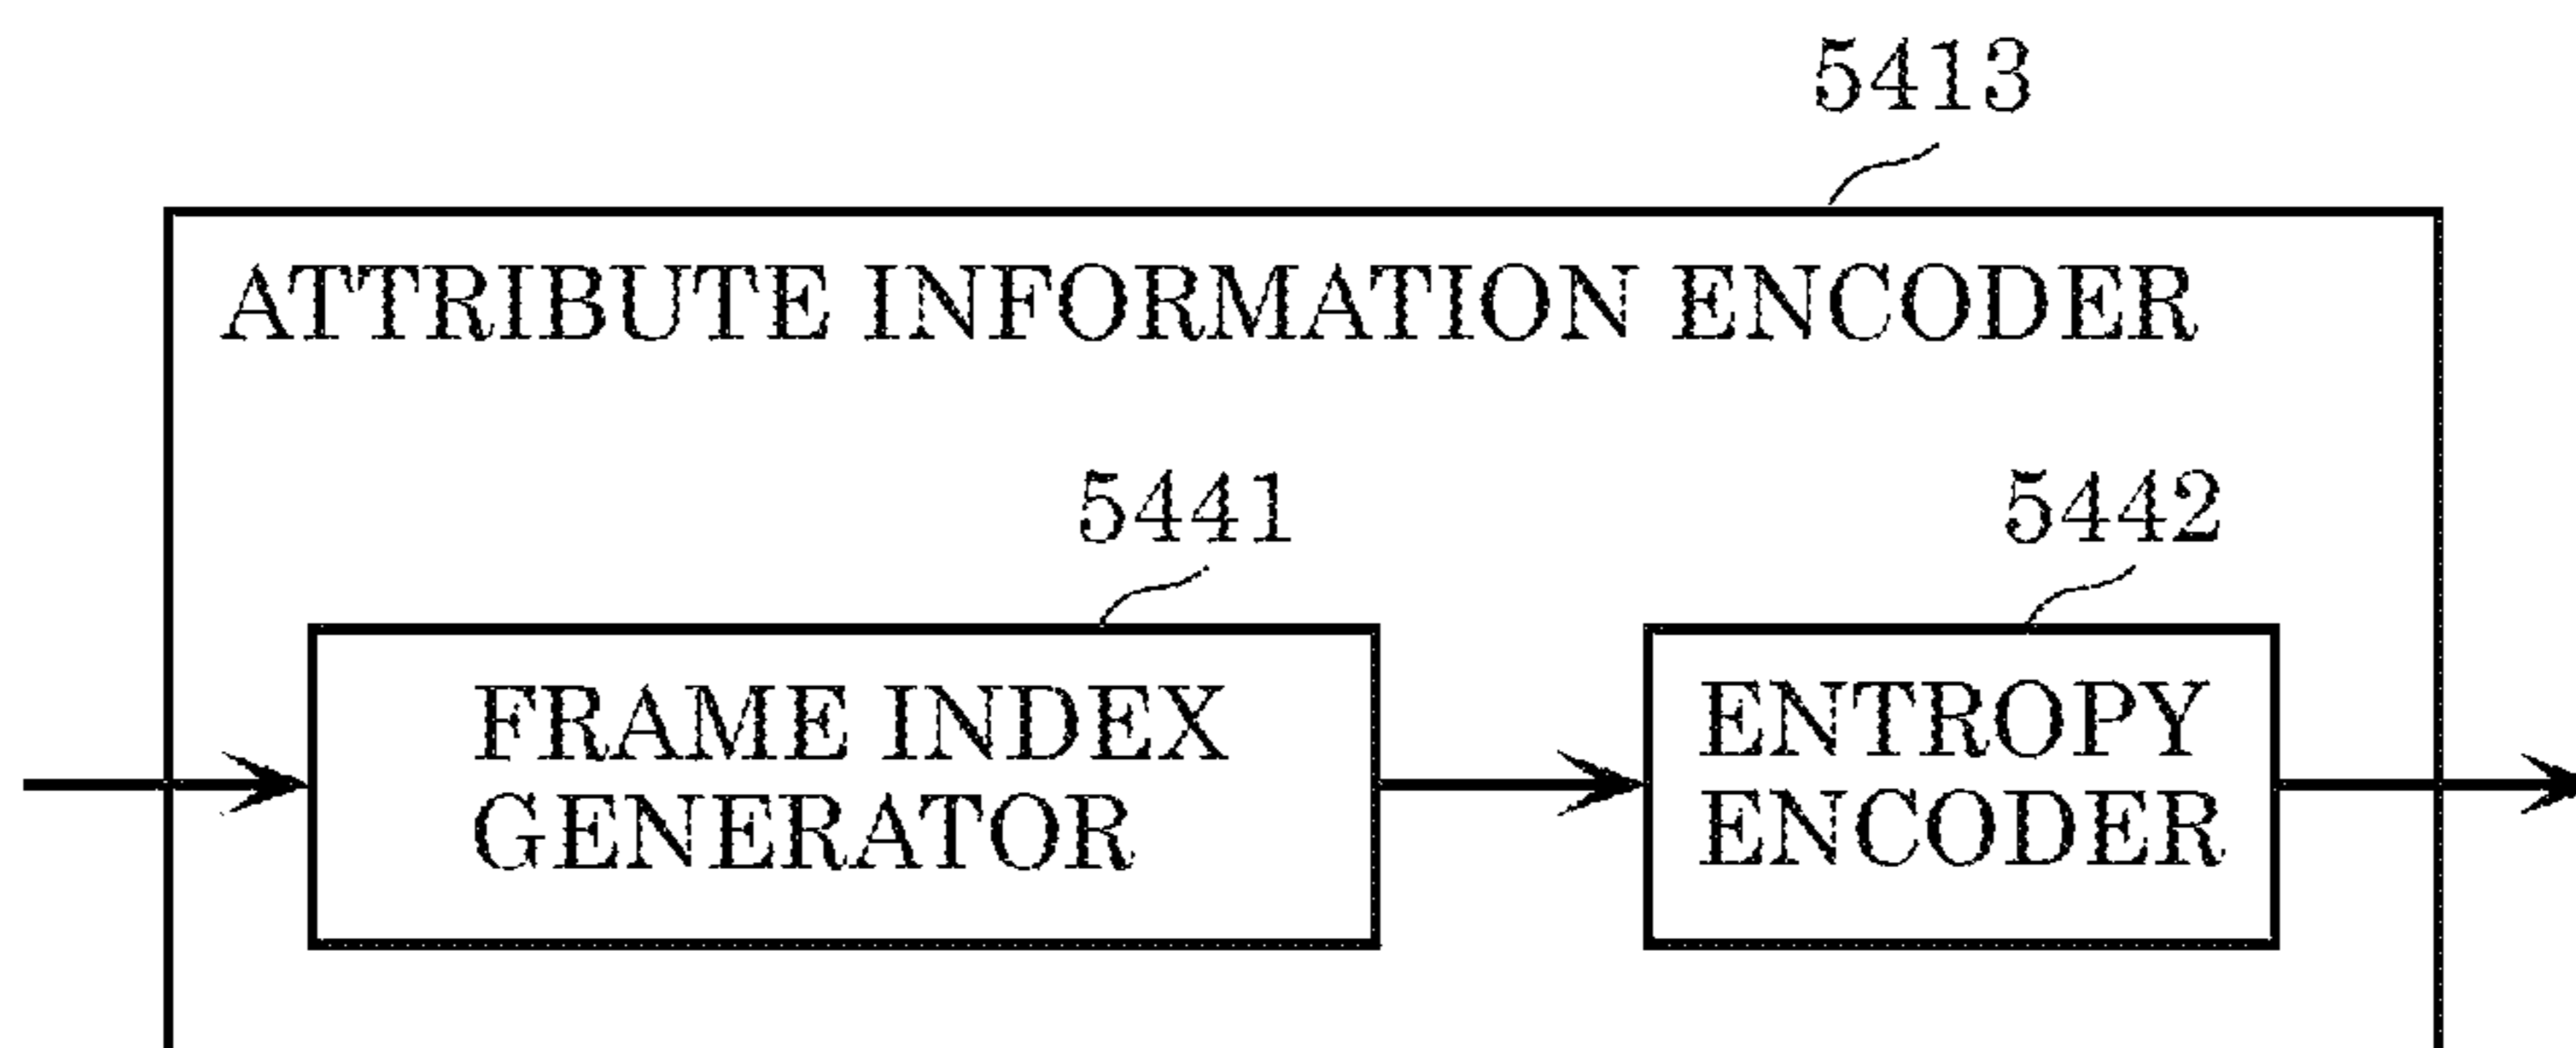 5413
ATTRIBUTE INFORMATION ENCODER
5441
5442
FRAME INDEX
GENERATOR
ENTROPY
ENCODER